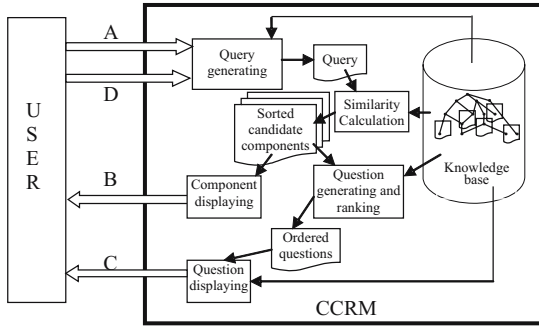 USER
A
D
B
C
Query
generating
Query
Similarity
Calculation
Sorted
candidate
components
Component
displaying
Question
generating and
ranking
Knowledge
base
Ordered
questions
Question
displaying
CCRM